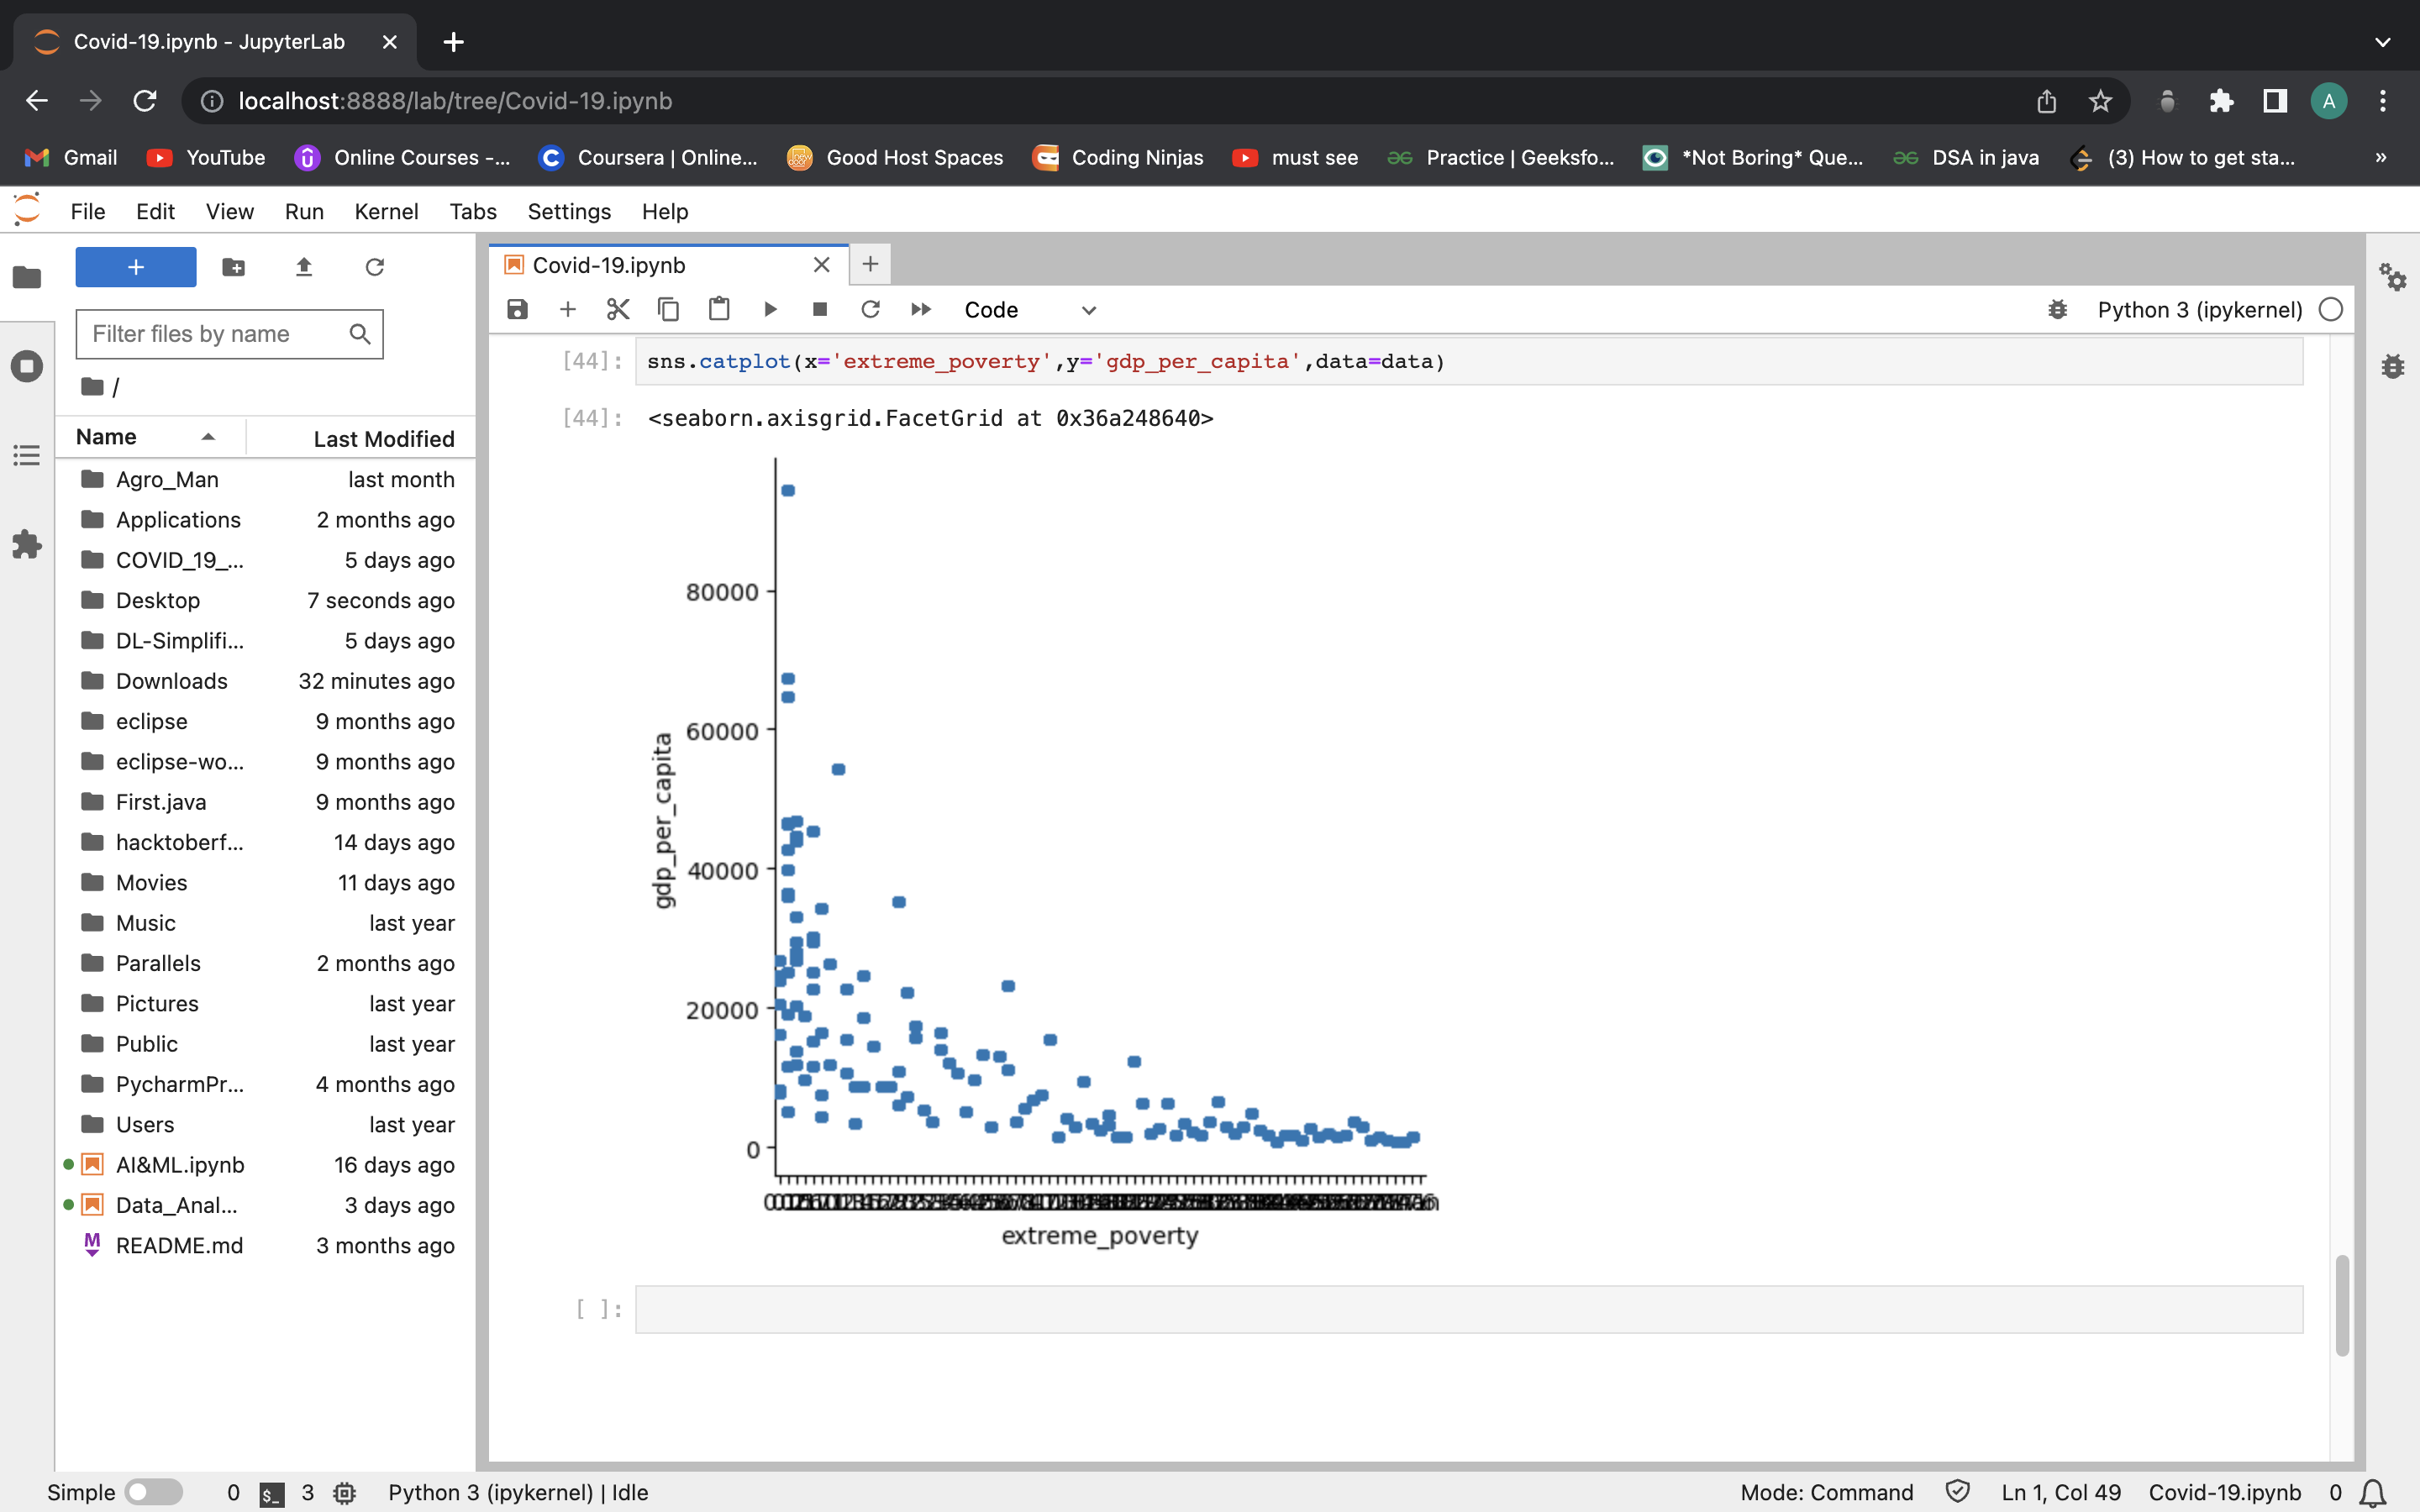 Covid-19.ipynb - JupyterLab
localhost:8888/lab/tree/Covid-19.ipynb
A
Gmail
YouTube
Online Courses -...
Coursera | Online...
Good Host Spaces
Coding Ninjas
must see
Practice | Geeksfo...
*Not Boring* Que...
DSA in java
(3) How to get sta...
»
File Edit View Run Kernel Tabs Settings Help
Filter files by name
/
Name Last Modified
Agro_Man last month
Applications 2 months ago
COVID_19_... 5 days ago
Desktop 7 seconds ago
DL-Simplifi... 5 days ago
Downloads 32 minutes ago
eclipse 9 months ago
eclipse-wo... 9 months ago
First.java 9 months ago
hacktoberf... 14 days ago
Movies 11 days ago
Music last year
Parallels 2 months ago
Pictures last year
Public last year
PycharmPr... 4 months ago
Users last year
AI&ML.ipynb 16 days ago
Data_Anal... 3 days ago
README.md 3 months ago
Covid-19.ipynb
Code
Python 3 (ipykernel)
[44]: sns.catplot(x='extreme_poverty',y='gdp_per_capita',data=data)
[44]: <seaborn.axisgrid.FacetGrid at 0x36a248640>
gdp_per_capita
80000
60000
40000
20000
0
extreme_poverty
[ ]:
Simple 0 $_ 3 Python 3 (ipykernel) | Idle
Mode: Command Ln 1, Col 49 Covid-19.ipynb 0